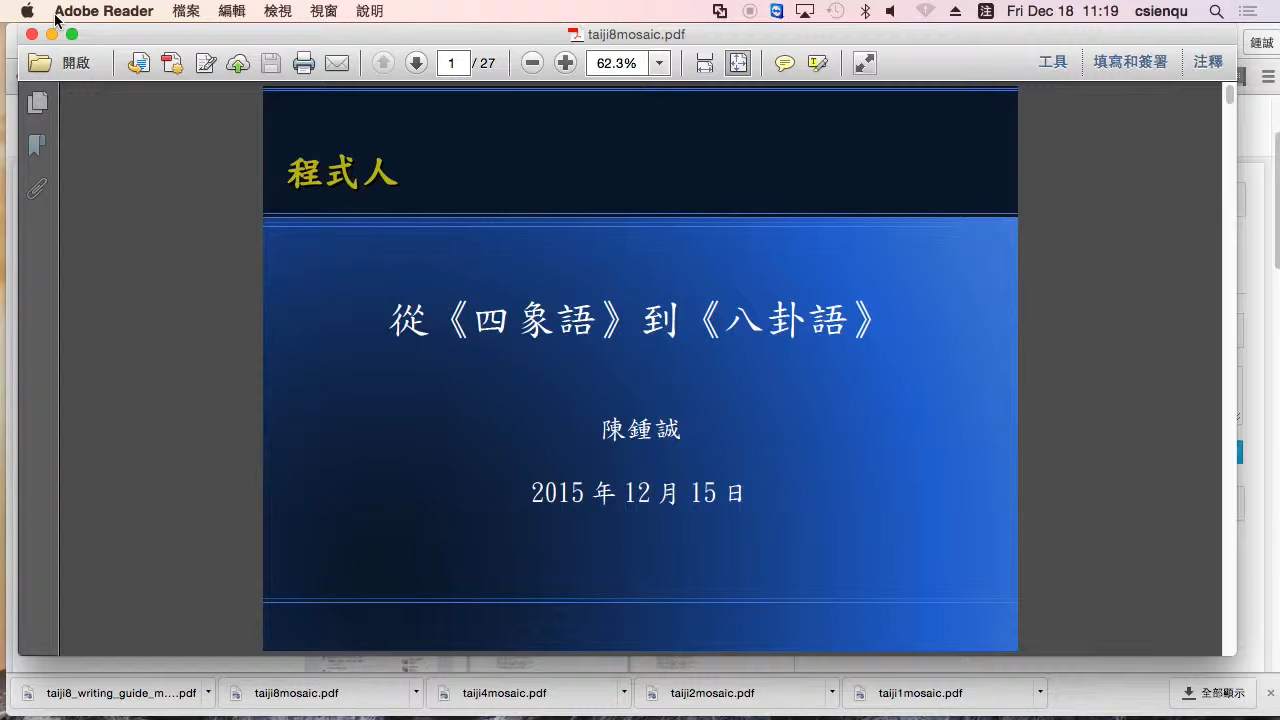 Adobe Reader 檔案 編輯 檢視 視窗 說明 注 Fri Dec 18 11:19 csienqu
taiji8mosaic.pdf
鍾誠
開啟 1 / 27 62.3% 工具 填寫和簽署 注釋
程式人
從《四象語》到《八卦語》
陳鍾誠
2015 年 12 月 15 日
taiji8_writing_guide_m....pdf taiji8mosaic.pdf taiji4mosaic.pdf taiji2mosaic.pdf taiji1mosaic.pdf 全部顯示